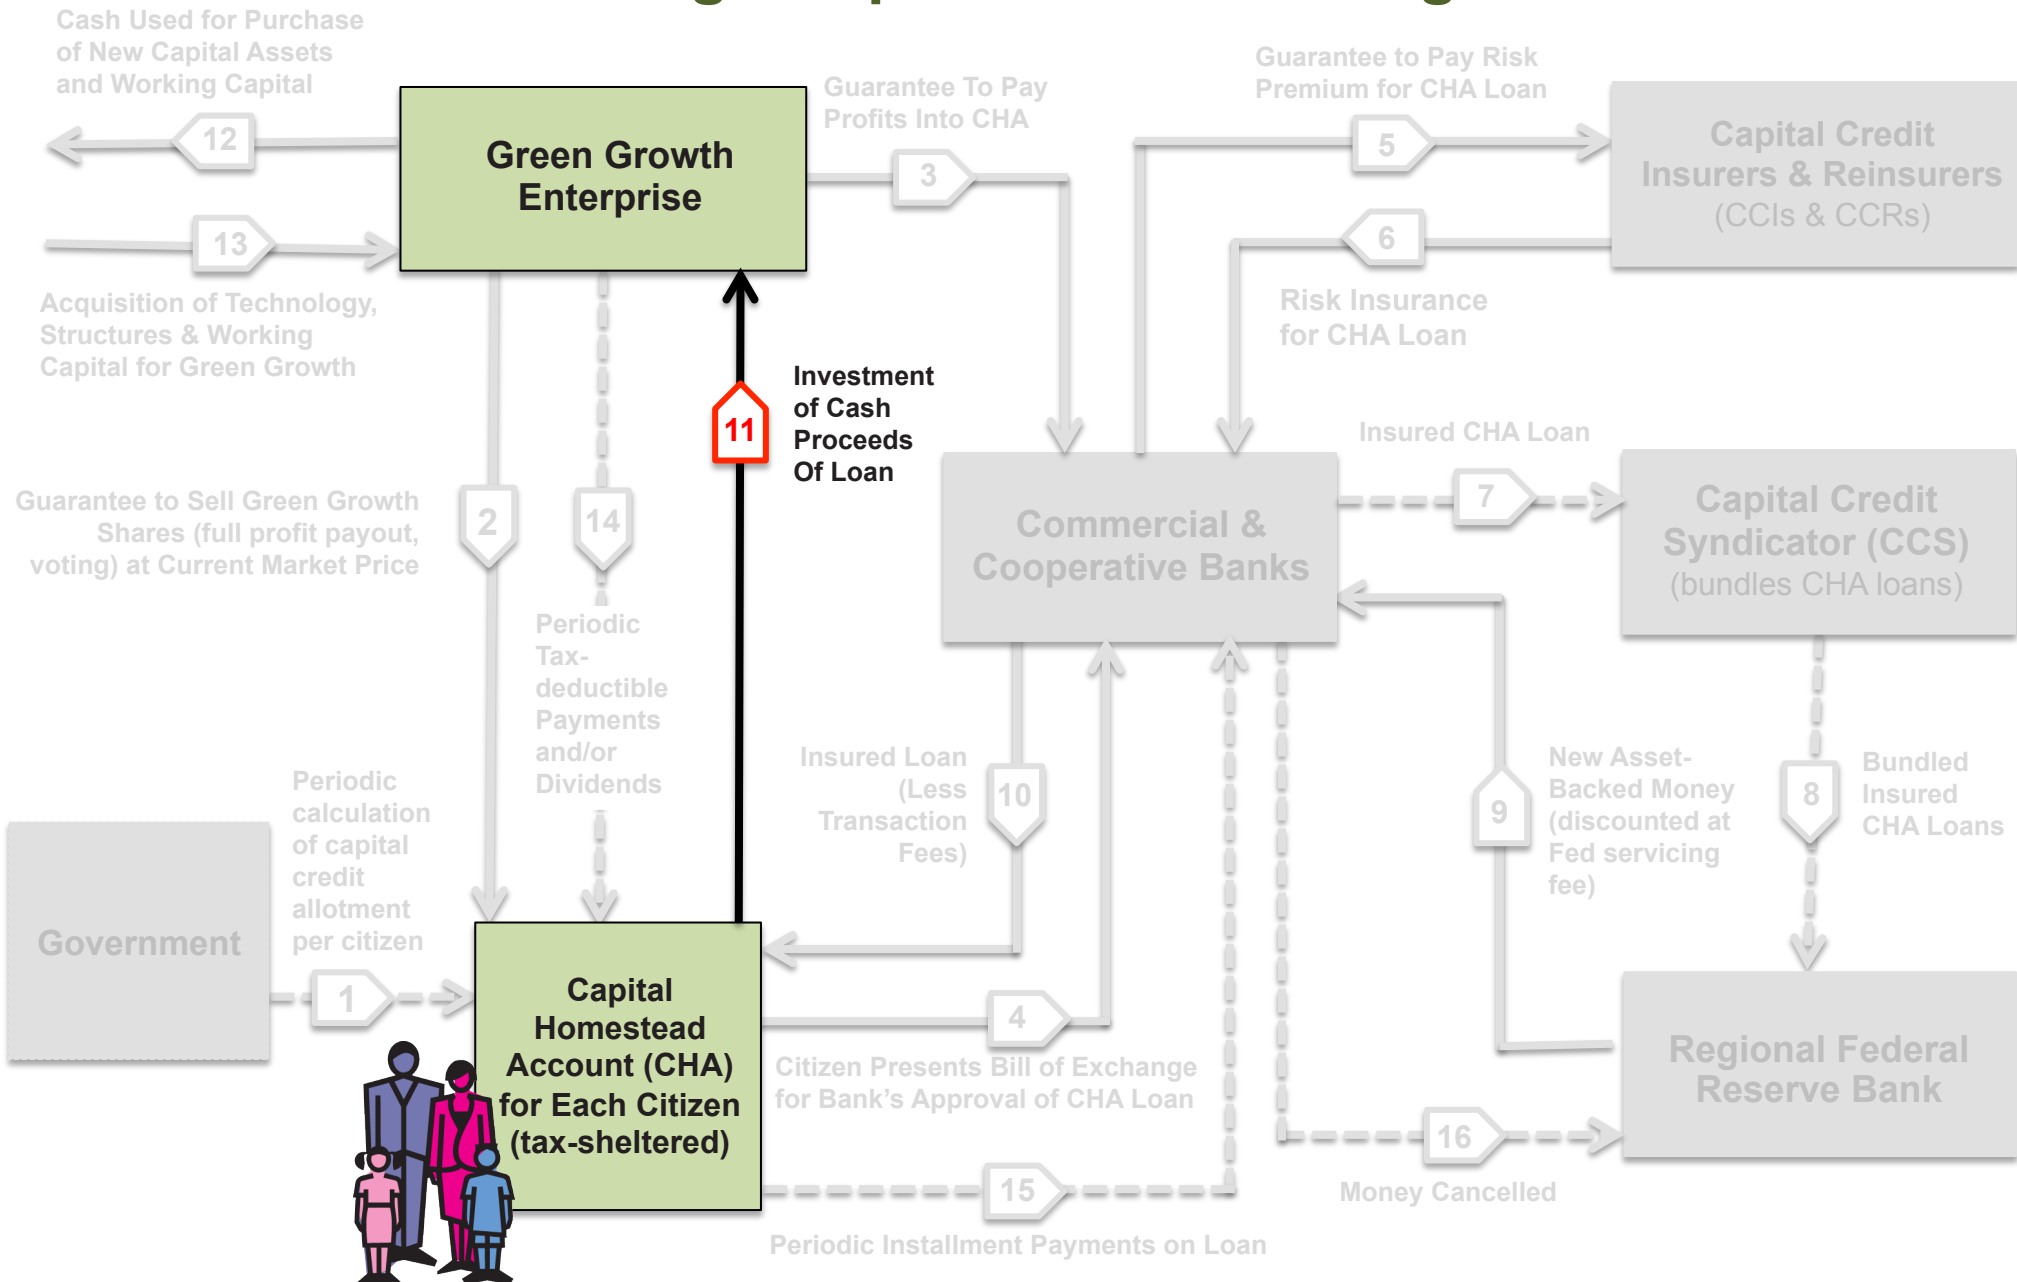 Cash Used for Purchase
of New Capital Assets
and Working Capital
12
Green Growth
Enterprise
Guarantee To Pay
Profits Into CHA
3
Guarantee to Pay Risk
Premium for CHA Loan
5
Capital Credit
Insurers & Reinsurers
(CCIs & CCRs)
13
6
Acquisition of Technology,
Structures & Working
Capital for Green Growth
Risk Insurance
for CHA Loan
Investment
of Cash
Proceeds
Of Loan
11
Insured CHA Loan
7
Guarantee to Sell Green Growth
Shares (full profit payout,
voting) at Current Market Price
2
14
Commercial &
Cooperative Banks
Capital Credit
Syndicator (CCS)
(bundles CHA loans)
Periodic
Tax-
deductible
Payments
and/or
Dividends
Periodic
calculation
of capital
credit
allotment
per citizen
Insured Loan
(Less
Transaction
Fees)
10
New Asset-
Backed Money
(discounted at
Fed servicing
fee)
9
8
Bundled
Insured
CHA Loans
Government
1
Capital
Homestead
Account (CHA)
for Each Citizen
(tax-sheltered)
4
Citizen Presents Bill of Exchange
for Bank's Approval of CHA Loan
Regional Federal
Reserve Bank
16
Money Cancelled
15
Periodic Installment Payments on Loan